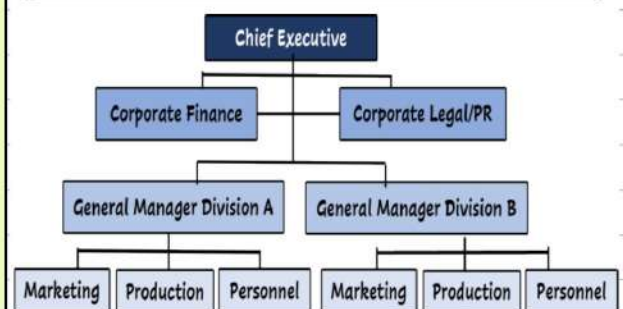 Chief Executive
Corporate Finance
Corporate Legal/PR
General Manager Division A
General Manager Division B
Marketing
Production
Personnel
Marketing
Production
Personnel